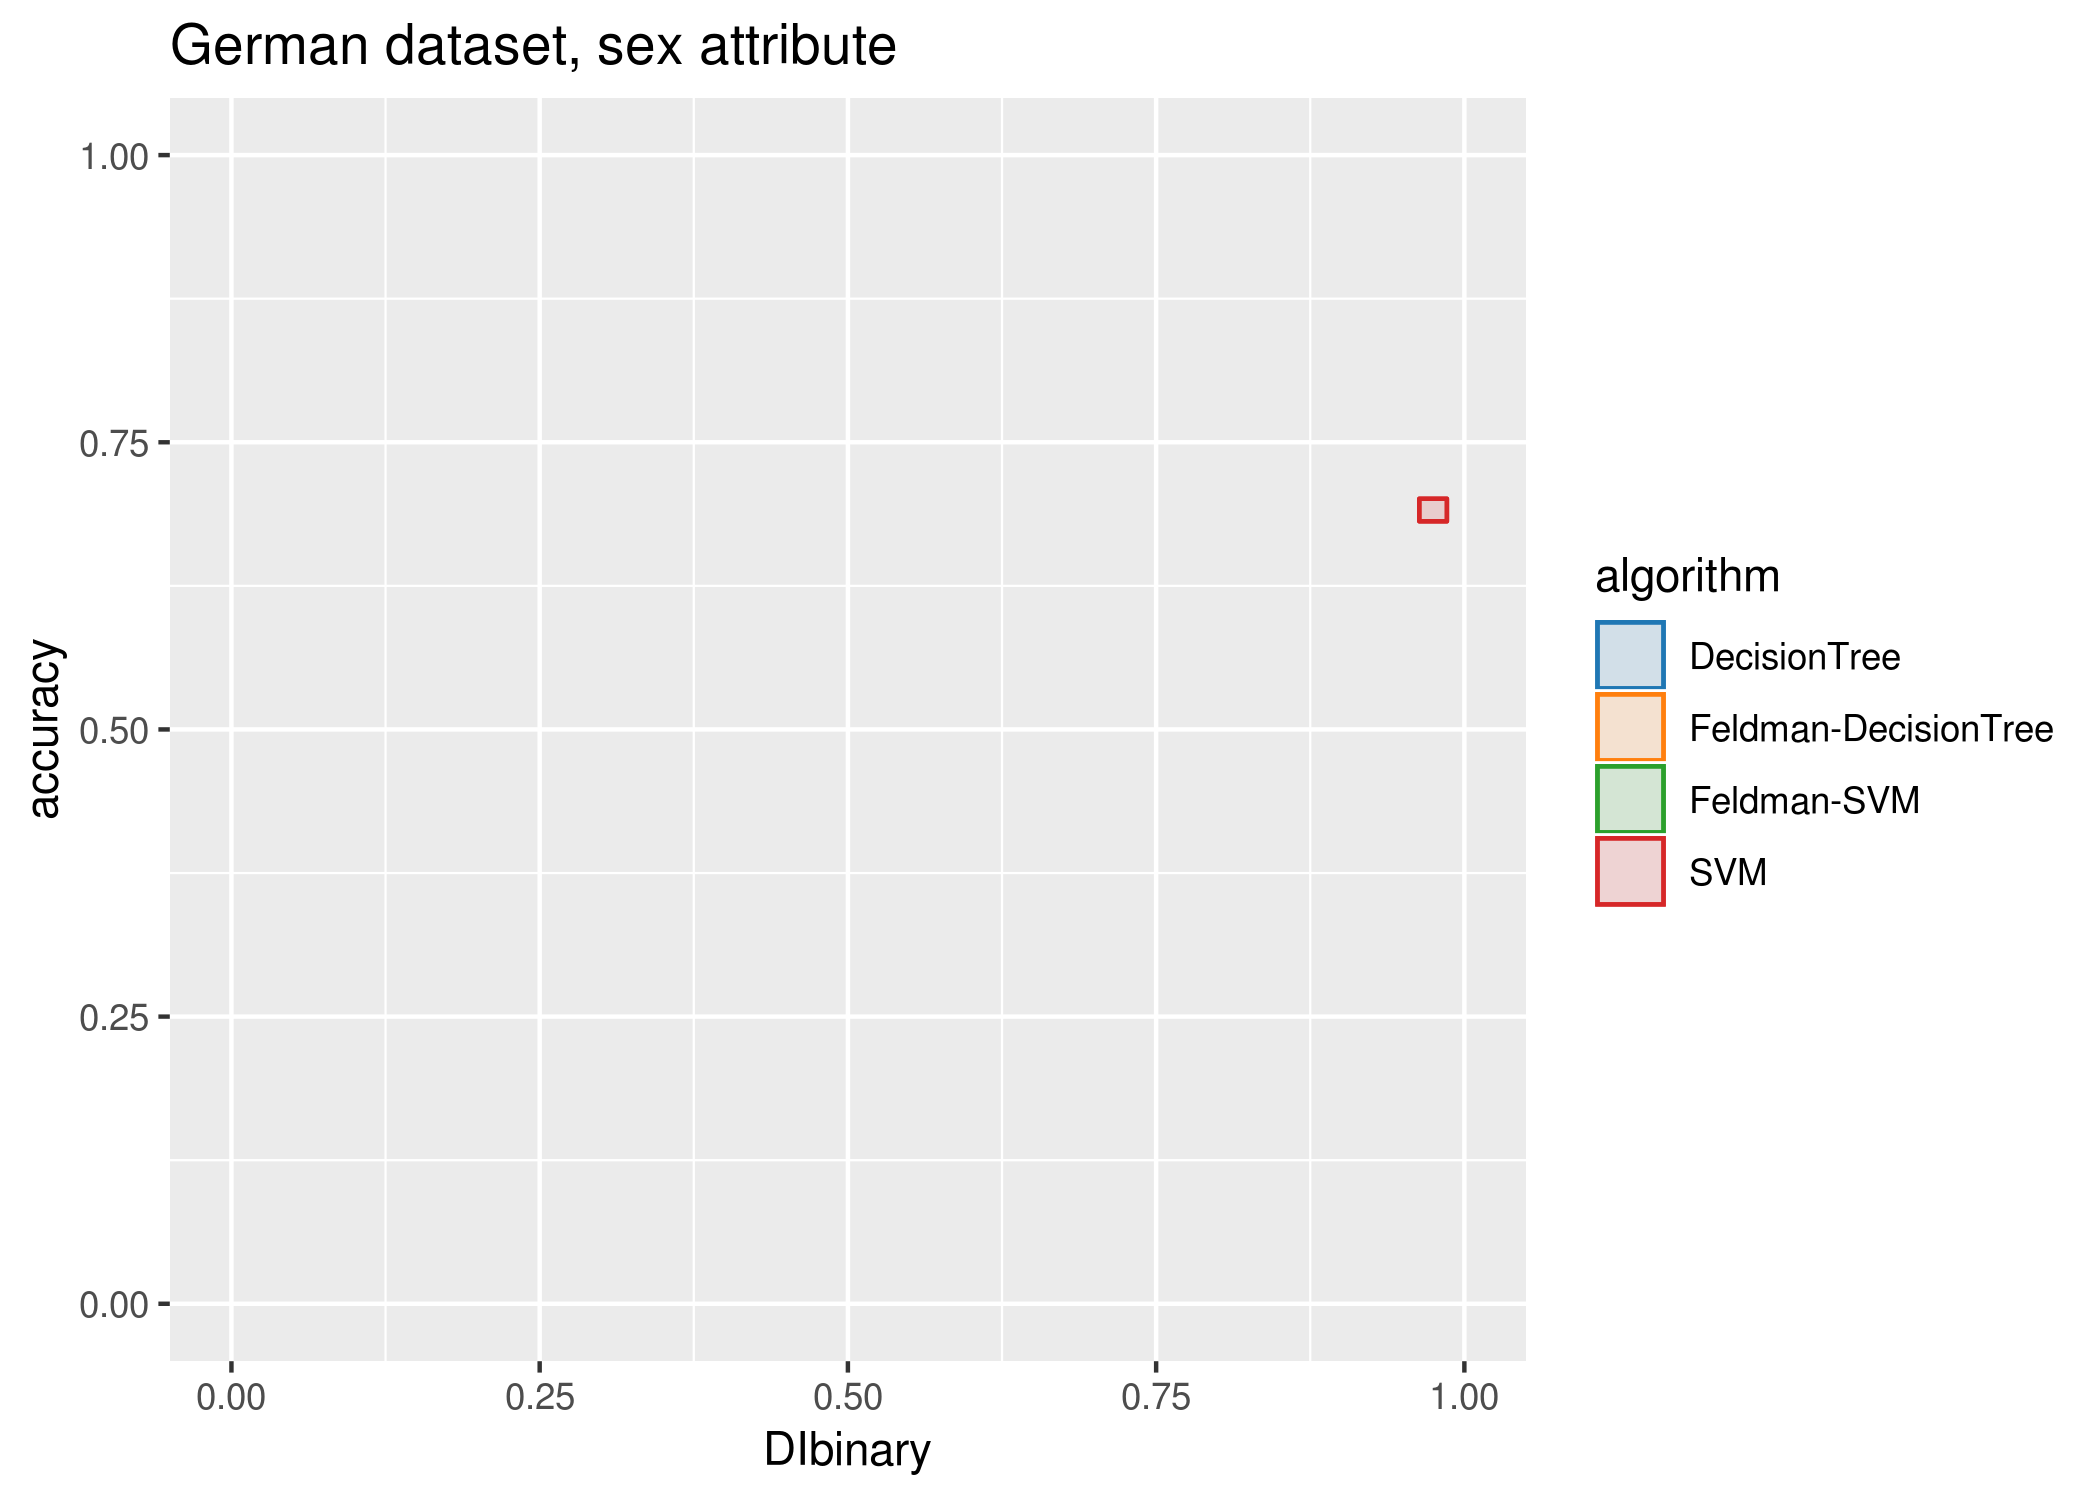 German dataset, sex attribute
1.00
0.75
0.50
0.25
0.00
accuracy
0.00
0.25
0.50
0.75
1.00
DIbinary
algorithm
DecisionTree
Feldman-DecisionTree
Feldman-SVM
SVM